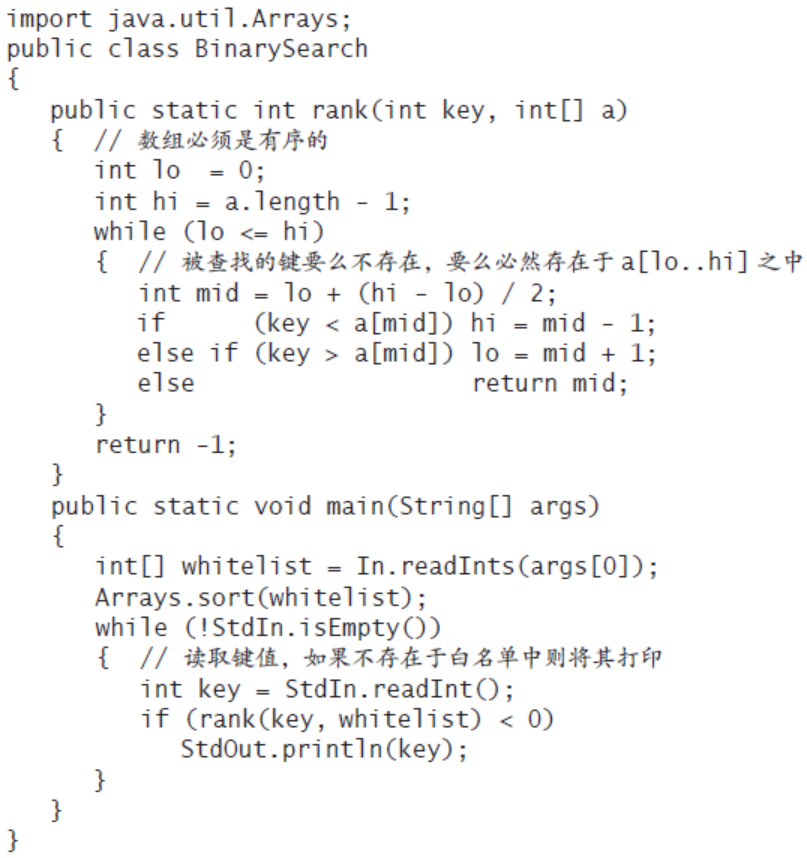 import java.util.Arrays;
public class BinarySearch
{
   public static int rank(int key, int[] a)
   {  // 数组必须是有序的
      int lo  = 0;
      int hi = a.length - 1;
      while (lo <= hi)
      {  // 被查找的键要么不存在，要么必然存在于 a[lo..hi] 之中
         int mid = lo + (hi - lo) / 2;
         if      (key < a[mid]) hi = mid - 1;
         else if (key > a[mid]) lo = mid + 1;
         else                   return mid;
      }
      return -1;
   }
   public static void main(String[] args)
   {
      int[] whitelist = In.readInts(args[0]);
      Arrays.sort(whitelist);
      while (!StdIn.isEmpty())
      {  // 读取键值，如果不存在于白名单中则将其打印
         int key = StdIn.readInt();
         if (rank(key, whitelist) < 0)
            StdOut.println(key);
      }
   }
}